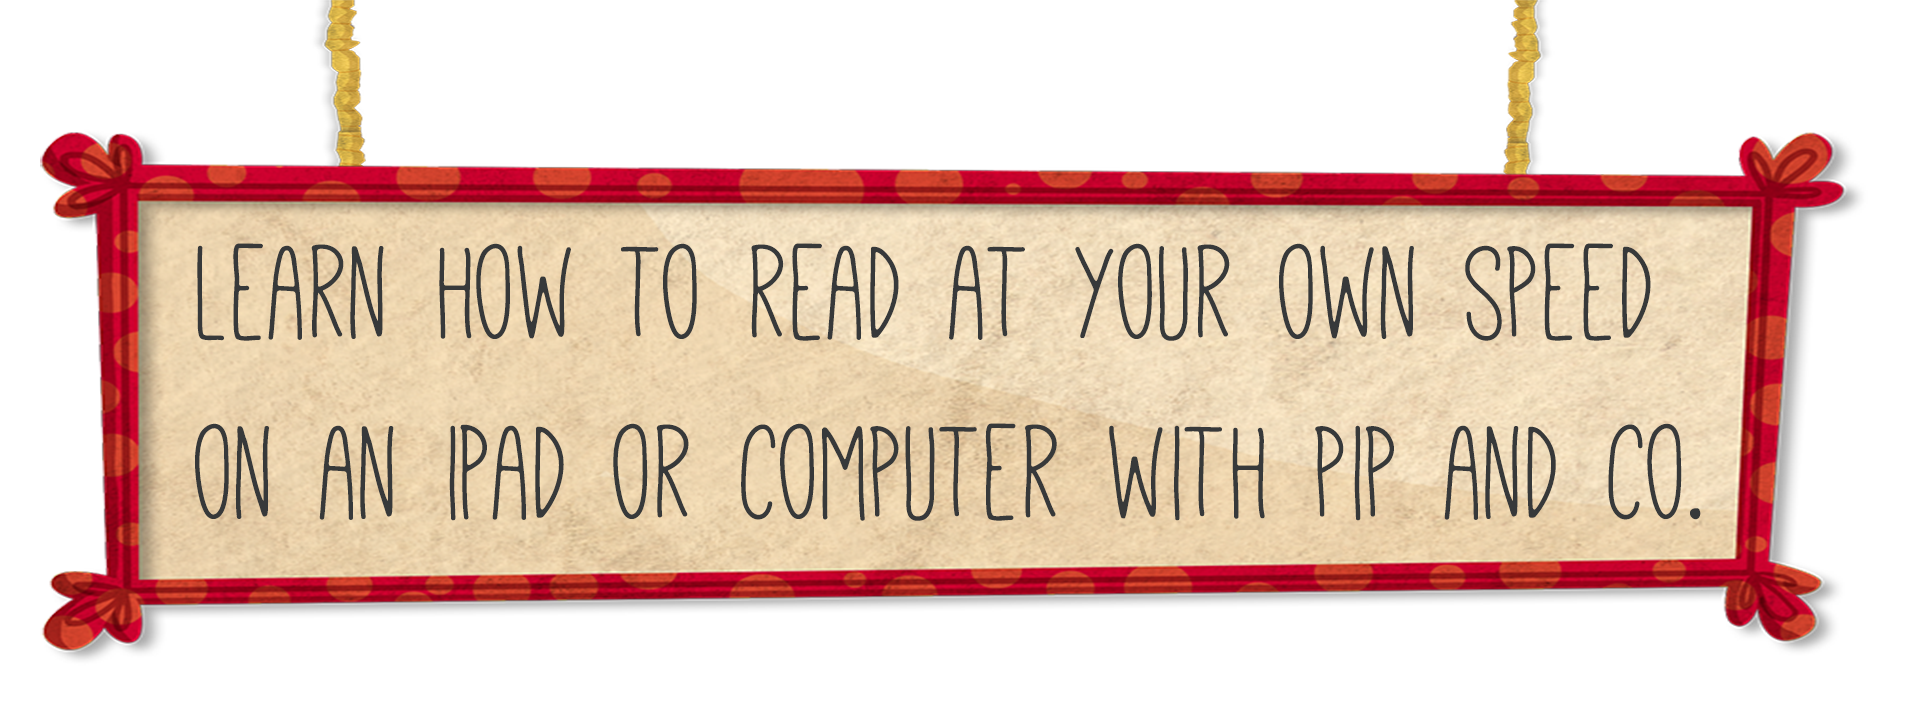 LEARN HOW TO READ AT YOUR OWN SPEED
ON AN IPAD OR COMPUTER WITH PIP AND CO.